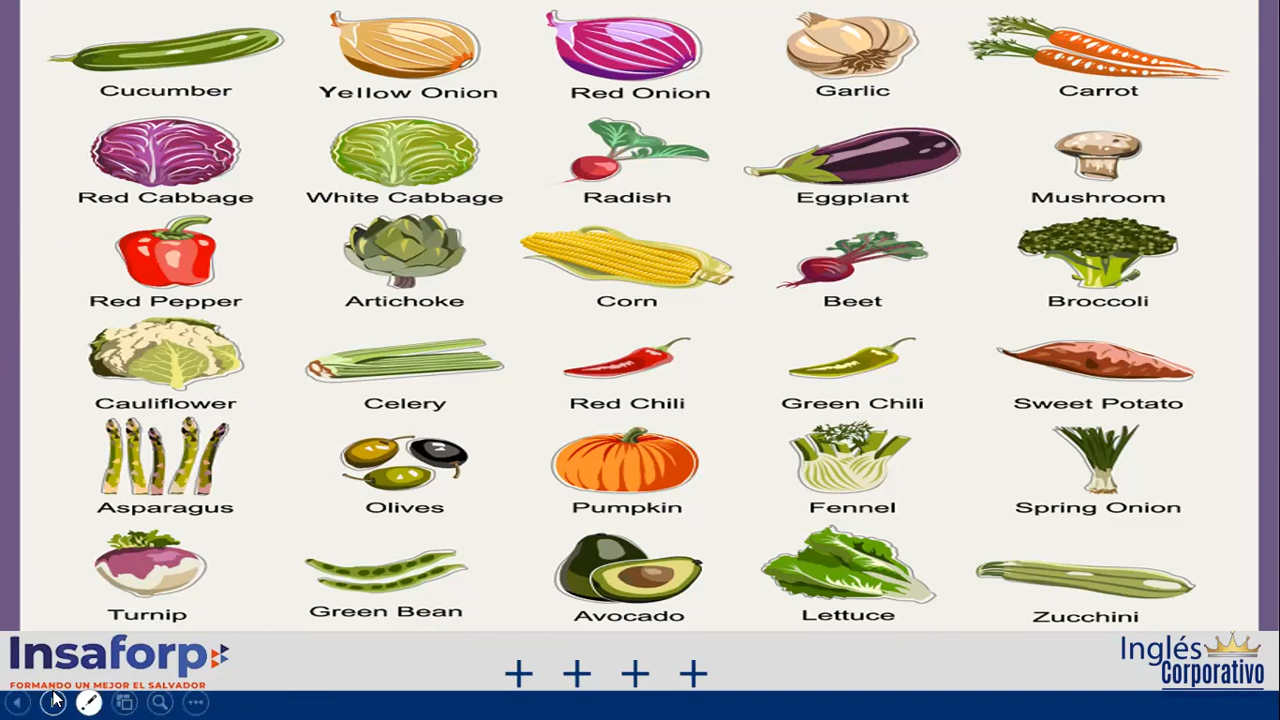 Cucumber Yellow Onion Red Onion Garlic Carrot
Red Cabbage White Cabbage Radish Eggplant Mushroom
Red Pepper Artichoke Corn Beet Broccoli
Cauliflower Celery Red Chili Green Chili Sweet Potato
Asparagus Olives Pumpkin Fennel Spring Onion
Turnip Green Bean Avocado Lettuce Zucchini
Insaforp
FORMANDO UN MEJOR EL SALVADOR
+ + + +
Inglés
Corporativo